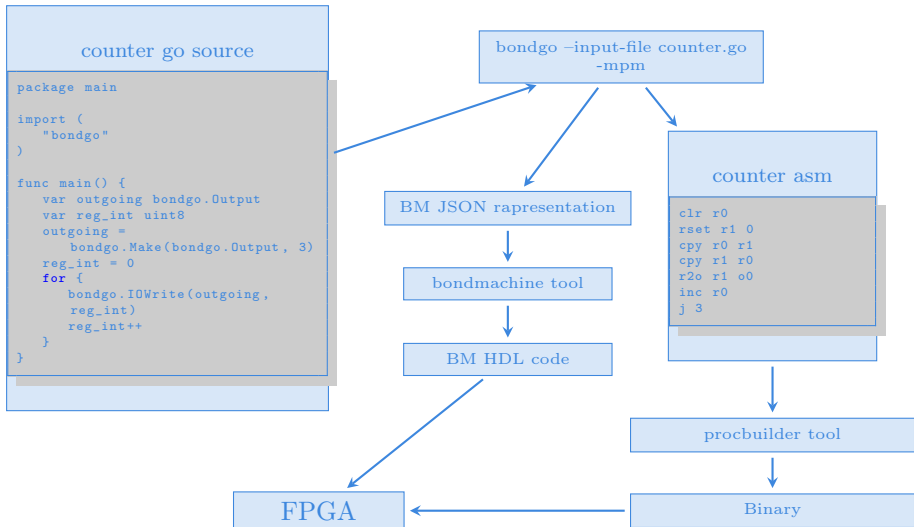 counter go source
package main
import (
"bondgo"
)
func main() {
var outgoing bondgo.Output
var reg_int uint8
outgoing =
bondgo.Make(bondgo.Output, 3)
reg_int = 0
for {
bondgo.IOWrite(outgoing,
reg_int)
reg_int++
}
}
bondgo –input-file counter.go
-mpm
BM JSON rapresentation
bondmachine tool
BM HDL code
counter asm
clr r0
rset r1 0
cpy r0 r1
cpy r1 r0
r2o r1 o0
inc r0
j 3
procbuilder tool
Binary
FPGA